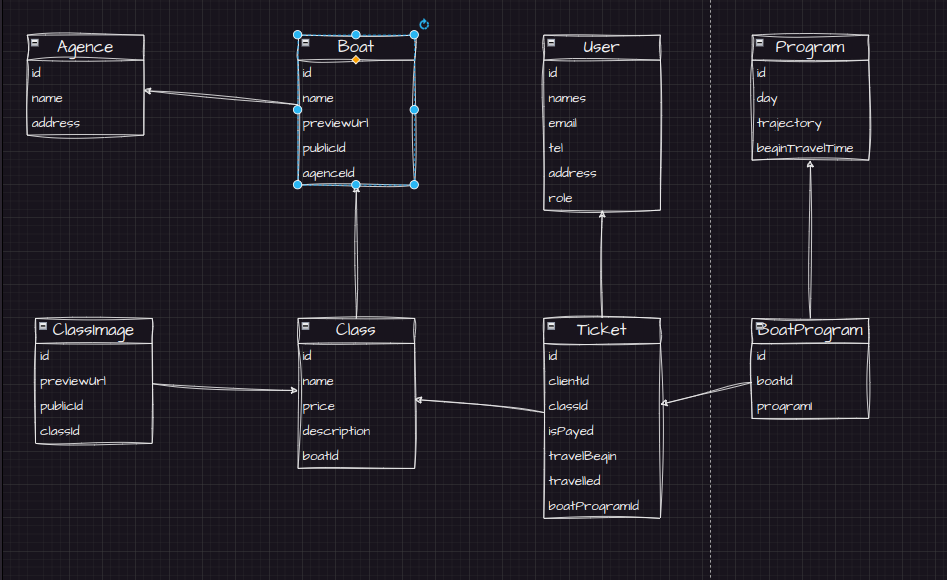 Agence
id
name
address
Boat
id
name
previewUrl
publicId
agenceId
User
id
names
email
tel
address
role
Program
id
day
trajectory
beginTravelTime
ClassImage
id
previewUrl
publicId
classId
Class
id
name
price
description
boatId
Ticket
id
clientId
classId
isPayed
travelBegin
travelled
boatProgramId
BoatProgram
id
boatId
programI